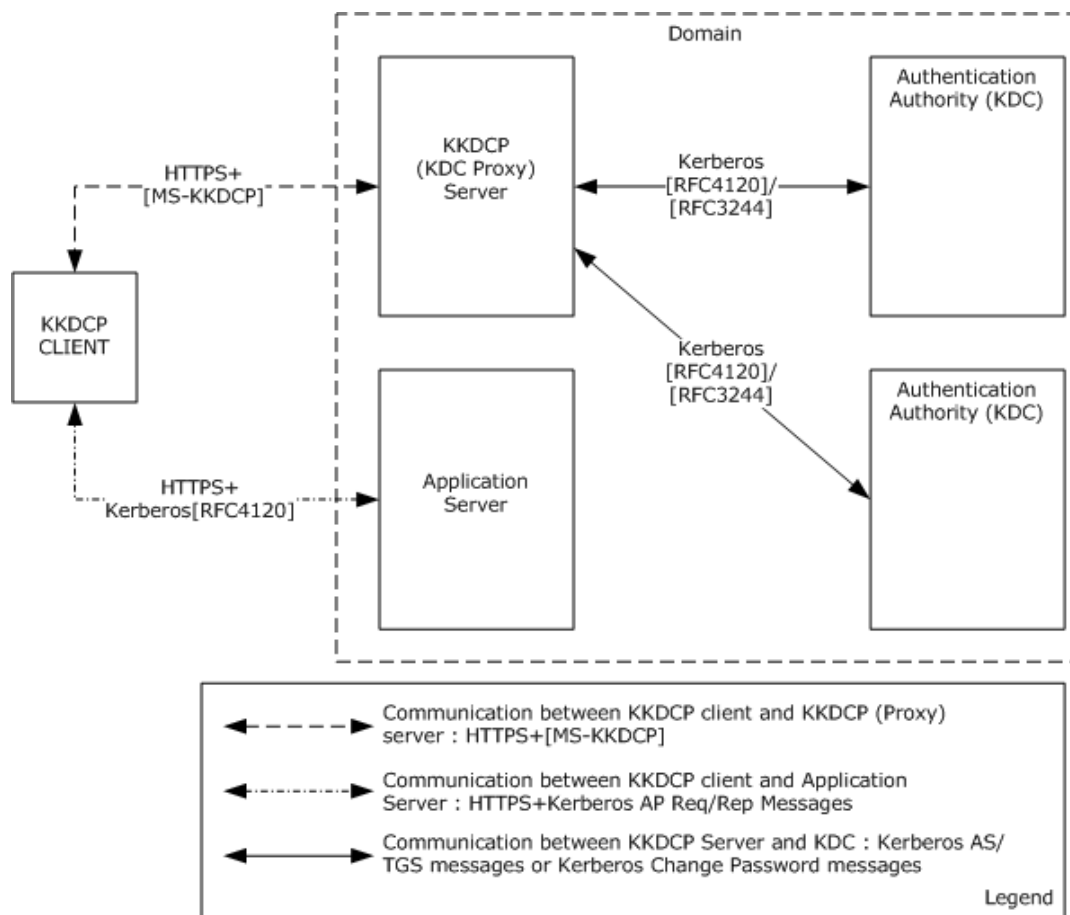 Domain
KKDCP
(KDC Proxy)
Server
Authentication
Authority (KDC)
HTTPS+
[MS-KKDCP]
Kerberos
[RFC4120]/
[RFC3244]
KKDCP
CLIENT
Kerberos
[RFC4120]/
[RFC3244]
Authentication
Authority (KDC)
HTTPS+
Kerberos[RFC4120]
Application
Server
Communication between KKDCP client and KKDCP (Proxy)
server : HTTPS+[MS-KKDCP]
Communication between KKDCP client and Application
Server : HTTPS+Kerberos AP Req/Rep Messages
Communication between KKDCP Server and KDC : Kerberos AS/
TGS messages or Kerberos Change Password messages
Legend